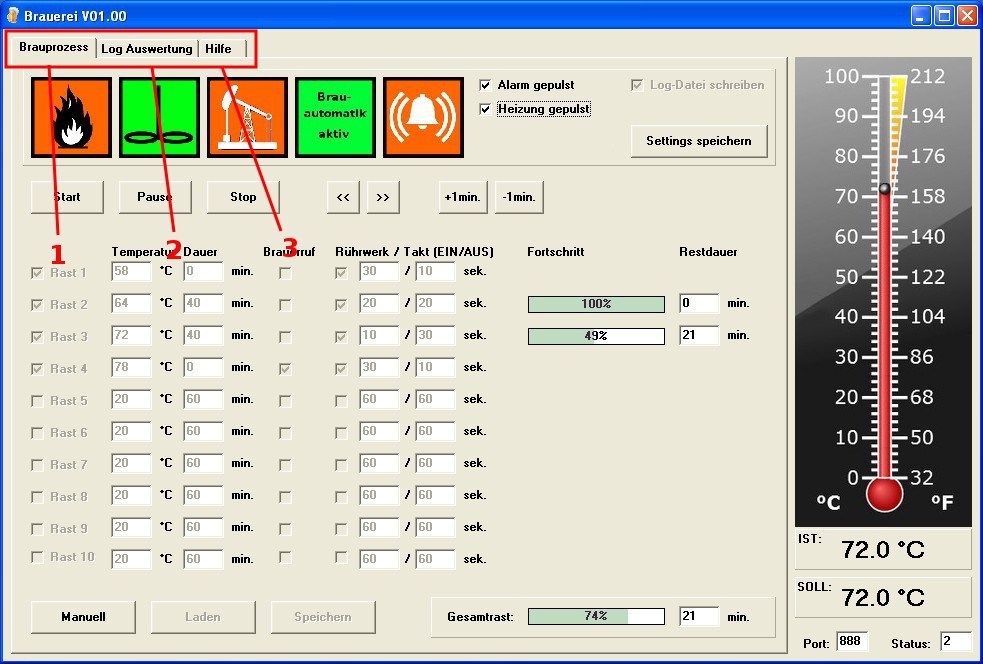 Brauerei V01.00
Brauprozess Log Auswertung Hilfe
Brau-
automatik
aktiv
Alarm gepulst
Heizung gepulst
Log-Datei schreiben
Settings speichern
Start Pause Stop << >> +1min. -1min.
1 2 3
Temperatur Dauer Brauerruf Rührwerk / Takt (EIN/AUS) Fortschritt Restdauer
Rast 1 58 °C 0 min. 30 / 10 sek.
Rast 2 64 °C 40 min. 20 / 20 sek. 100% 0 min.
Rast 3 72 °C 40 min. 10 / 30 sek. 49% 21 min.
Rast 4 78 °C 0 min. 30 / 10 sek.
Rast 5 20 °C 60 min. 60 / 60 sek.
Rast 6 20 °C 60 min. 60 / 60 sek.
Rast 7 20 °C 60 min. 60 / 60 sek.
Rast 8 20 °C 60 min. 60 / 60 sek.
Rast 9 20 °C 60 min. 60 / 60 sek.
Rast 10 20 °C 60 min. 60 / 60 sek.
Manuell Laden Speichern Gesamtrast: 74% 21 min.
100 212
90 194
80 176
70 158
60 140
50 122
40 104
30 86
20 68
10 50
0 32
°C °F
IST: 72.0 °C
SOLL: 72.0 °C
Port: 888 Status: 2